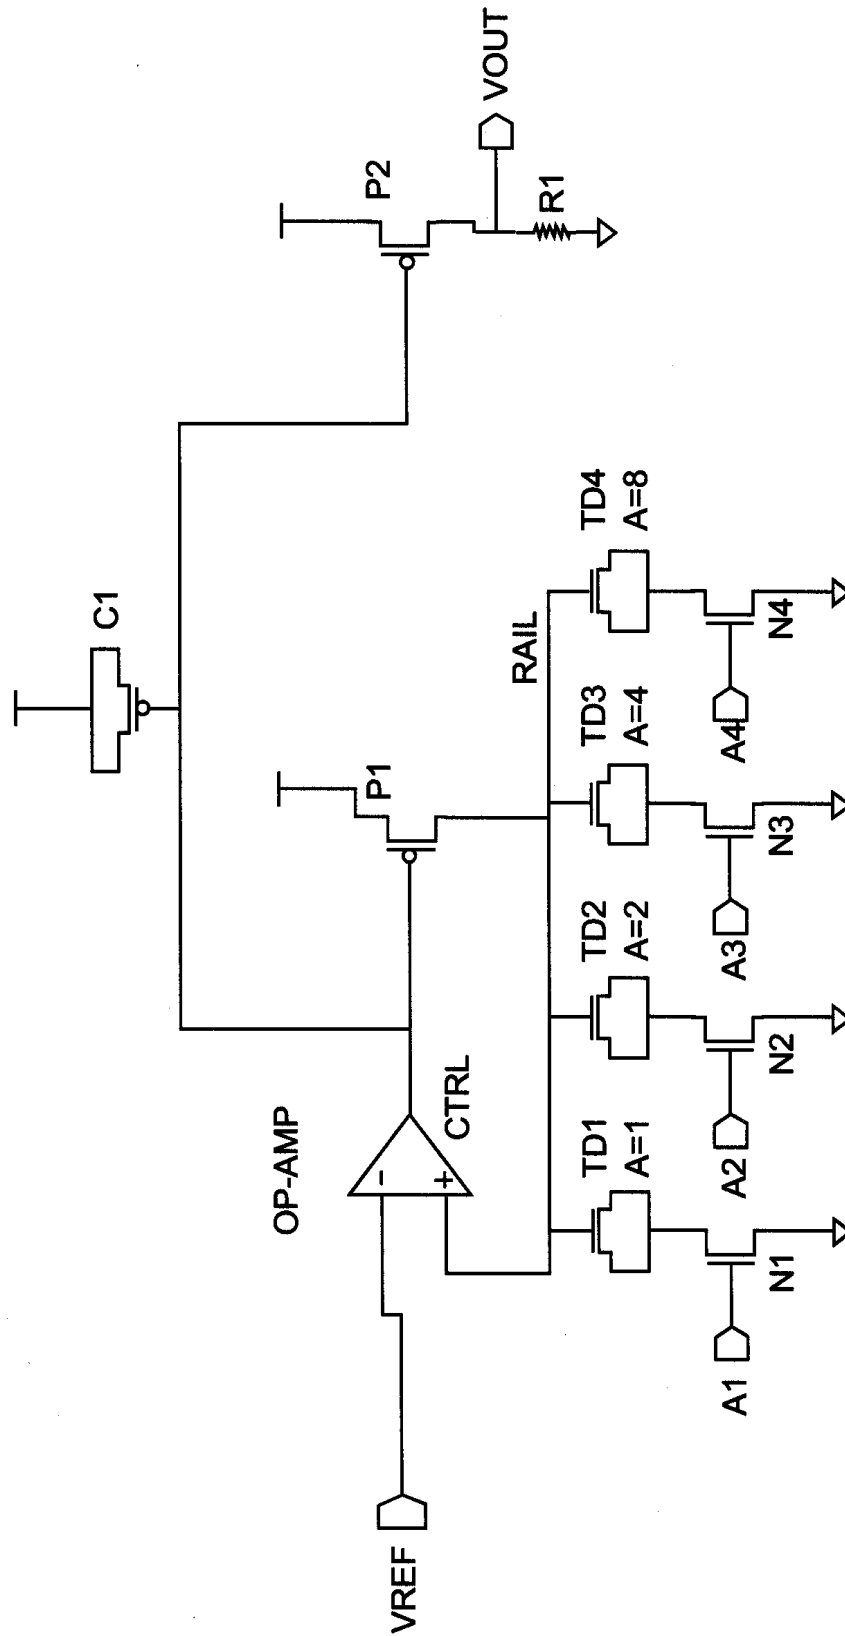 C1
OP-AMP
P1
P2
VREF
-
+
CTRL
VOUT
R1
RAIL
TD1
A=1
TD2
A=2
TD3
A=4
TD4
A=8
A1
N1
A2
N2
A3
N3
A4
N4